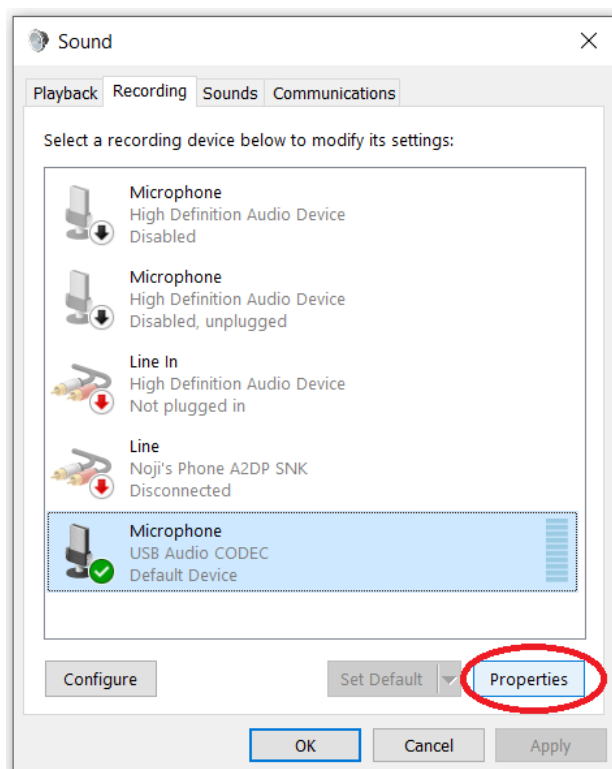 Sound
Playback Recording Sounds Communications
Select a recording device below to modify its settings:
Microphone
High Definition Audio Device
Disabled
Microphone
High Definition Audio Device
Disabled, unplugged
Line In
High Definition Audio Device
Not plugged in
Line
Noji's Phone A2DP SNK
Disconnected
Microphone
USB Audio CODEC
Default Device
Configure Set Default Properties
OK Cancel Apply